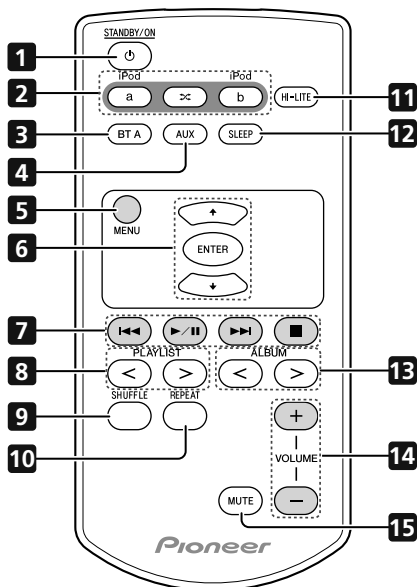 STANDBY/ON
1
iPod
iPod
2
a
b
HI-LITE
11
3
BT A
AUX
SLEEP
12
4
5
MENU
6
ENTER
7
PLAYLIST
ALBUM
8
<
>
<
>
13
SHUFFLE
REPEAT
9
10
+
VOLUME
14
–
MUTE
15
Pioneer